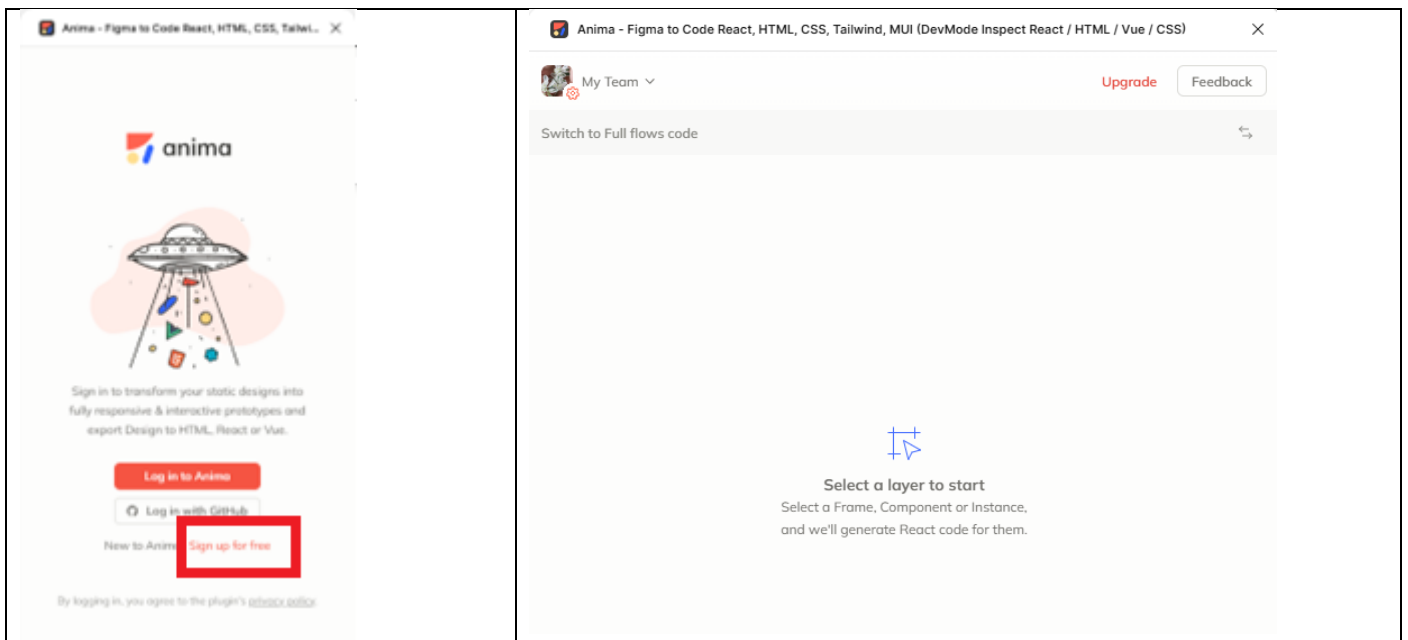 Anima - Figma to Code React, HTML, CSS, Tailwi...
anima
Sign in to transform your static designs into
fully responsive & interactive prototypes and
export Design to HTML, React or Vue.
Log in to Anima
Log in with GitHub
New to Anim Sign up for free
By logging in, you agree to the plugin's privacy policy.
Anima - Figma to Code React, HTML, CSS, Tailwind, MUI (DevMode Inspect React / HTML / Vue / CSS)
My Team
Upgrade
Feedback
Switch to Full flows code
Select a layer to start
Select a Frame, Component or Instance,
and we'll generate React code for them.